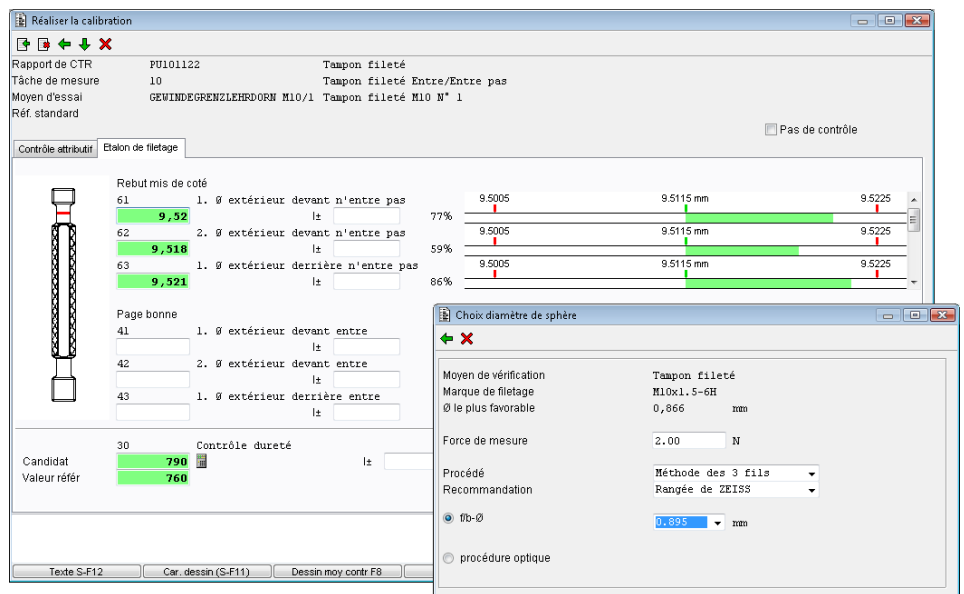 Réaliser la calibration
Rapport de CTR PU101122 Tampon fileté
Tâche de mesure 10 Tampon fileté Entre/Entre pas
Moyen d'essai GEWINDEGRENZLEHRDORN M10/1 Tampon fileté M10 N° 1
Réf. standard
Pas de contrôle
Contrôle attributif Etalon de filetage
Rebut mis de coté
61 1. Ø extérieur devant n'entre pas 9.5005 9.5115 mm 9.5225
9,52 I± 77%
62 2. Ø extérieur devant n'entre pas 9.5005 9.5115 mm 9.5225
9,518 I± 59%
63 1. Ø extérieur derrière n'entre pas 9.5005 9.5115 mm 9.5225
9,521 I± 86%
Page bonne
41 1. Ø extérieur devant entre
I±
42 2. Ø extérieur devant entre
I±
43 1. Ø extérieur derrière entre
I±
30 Contrôle dureté
Candidat 790 I±
Valeur référ 760
Texte S-F12 Car. dessin (S-F11) Dessin moy contr F8
Choix diamètre de sphère
Moyen de vérification Tampon fileté
Marque de filetage M10x1.5-6H
Ø le plus favorable 0,866 mm
Force de mesure 2.00 N
Procédé Méthode des 3 fils
Recommandation Rangée de ZEISS
f/b-Ø 0.895 mm
procédure optique